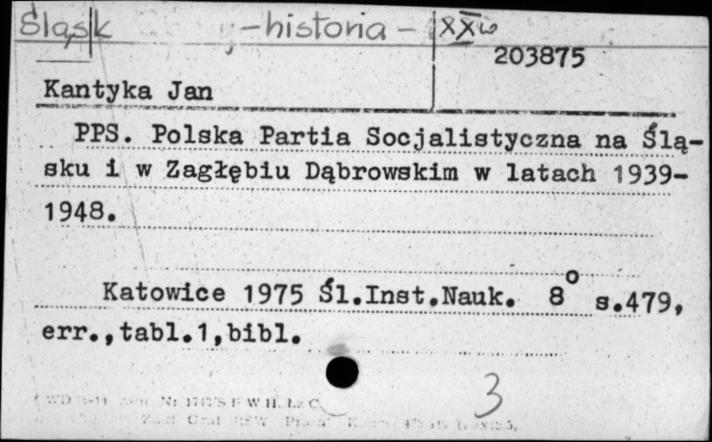 Śląsk - historia - XX w
203875
Kantyka Jan
PPS. Polska Partia Socjalistyczna na Ślą-
sku i w Zagłębiu Dąbrowskim w latach 1939-
1948.
Katowice 1975 Śl.Inst.Nauk. 8° s.479,
err.,tabl.1,bibl.
3